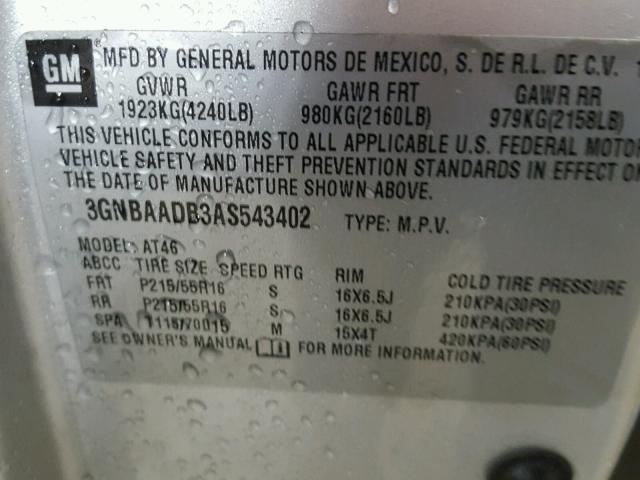 GM
MFD BY GENERAL MOTORS DE MEXICO, S. DE R.L. DE C.V. 1
GVWR GAWR FRT GAWR RR
1923KG(4240LB) 980KG(2160LB) 979KG(2158LB)
THIS VEHICLE CONFORMS TO ALL APPLICABLE U.S. FEDERAL MOTO
VEHICLE SAFETY AND THEFT PREVENTION STANDARDS IN EFFECT O
THE DATE OF MANUFACTURE SHOWN ABOVE.
3GNBAADB3AS543402 TYPE: M.P.V.
MODEL: AT46
ABCC TIRE SIZE SPEED RTG RIM COLD TIRE PRESSURE
FRT P215/55R16 S 16X6.5J 210KPA(30PSI)
RR P215/55R16 S 16X6.5J 210KPA(30PSI)
SPA T115/70D15 M 15X4T 420KPA(60PSI)
SEE OWNER'S MANUAL FOR MORE INFORMATION.